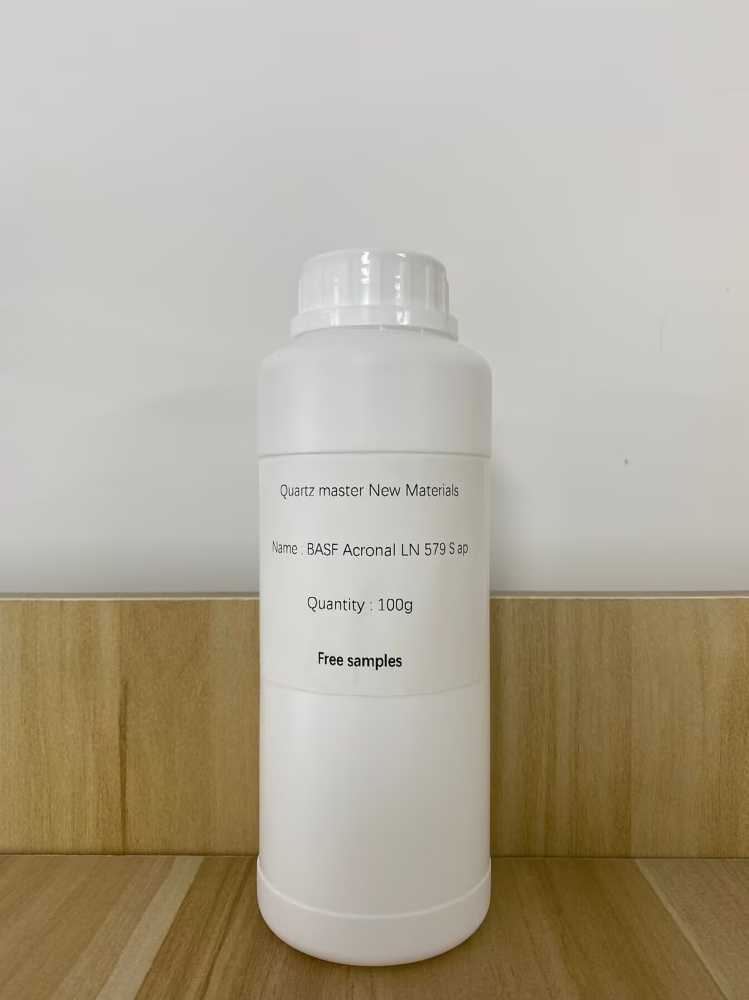 Quartz master New Materials
Name : BASF Acronal LN 579 S ap
Quantity : 100g
Free samples